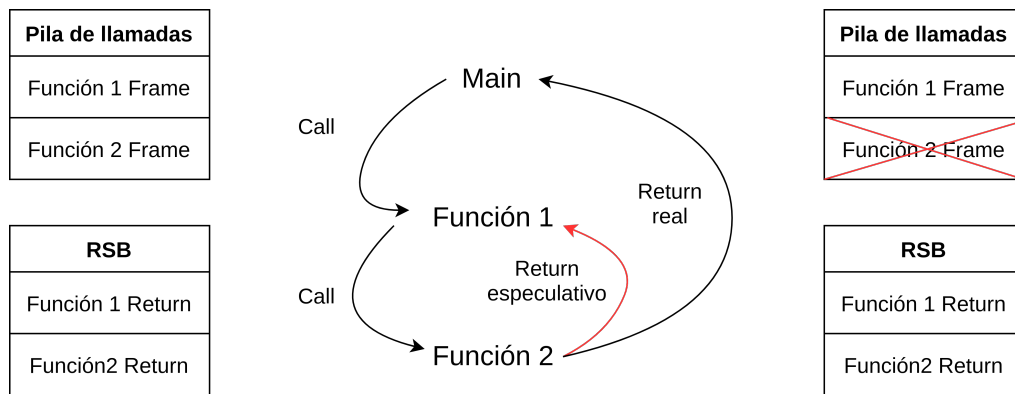 Pila de llamadas
Función 1 Frame
Función 2 Frame
RSB
Función 1 Return
Función2 Return
Main
Call
Función 1
Call
Función 2
Return
especulativo
Return
real
Pila de llamadas
Función 1 Frame
Función 2 Frame
RSB
Función 1 Return
Función2 Return